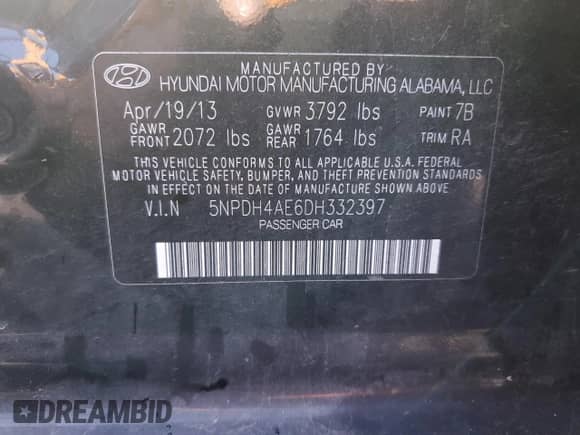 MANUFACTURED BY
HYUNDAI MOTOR MANUFACTURING ALABAMA, LLC
Apr/19/13 GVWR 3792 lbs PAINT 7B
GAWR FRONT 2072 lbs GAWR REAR 1764 lbs TRIM RA
THIS VEHICLE CONFORMS TO ALL APPLICABLE U.S.A. FEDERAL
MOTOR VEHICLE SAFETY, BUMPER, AND THEFT PREVENTION
STANDARDS IN EFFECT ON THE DATE OF
MANUFACTURE SHOWN ABOVE.
V.I.N 5NPDH4AE6DH332397
PASSENGER CAR
DREAMBID